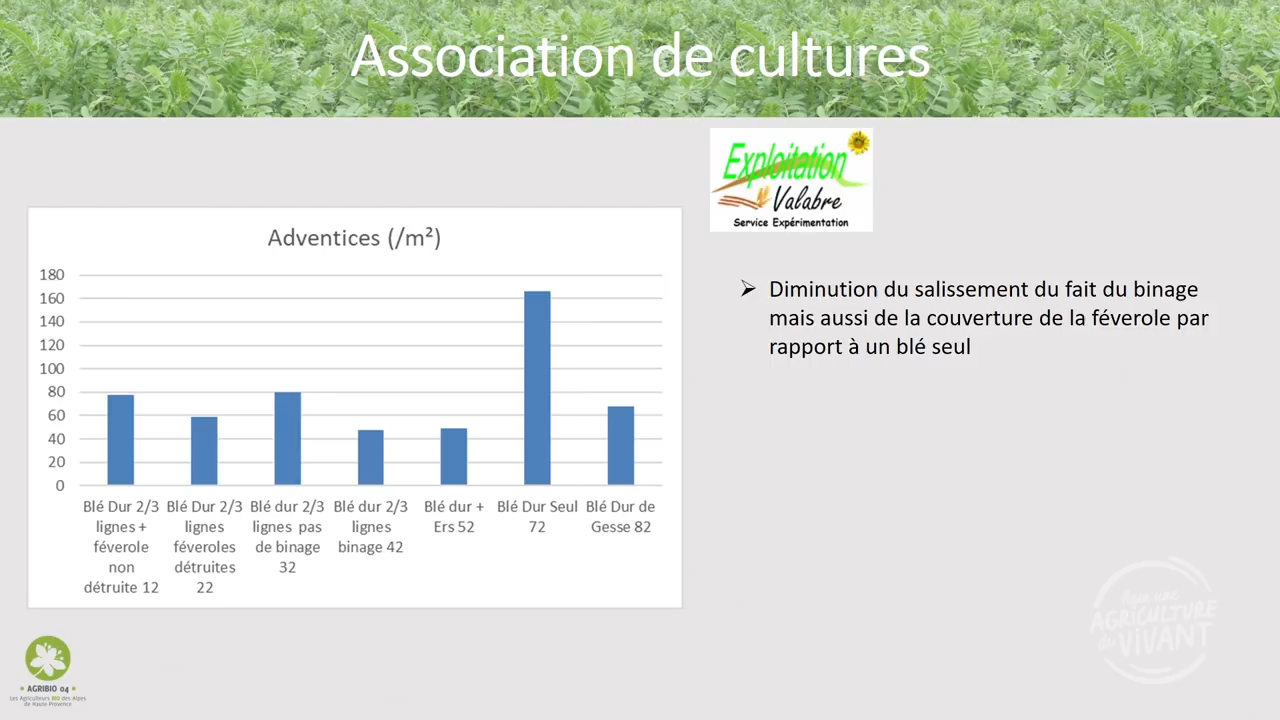 Association de cultures
Exploitation
Valabre
Service Expérimentation
Adventices (/m²)
180
160
140
120
100
80
60
40
20
0
Blé Dur 2/3
lignes +
féverole
non
détruite 12
Blé Dur 2/3
lignes
féveroles
détruites
22
Blé dur 2/3
lignes pas
de binage
32
Blé dur 2/3
lignes
binage 42
Blé dur +
Ers 52
Blé Dur Seul
72
Blé Dur de
Gesse 82
Diminution du salissement du fait du binage
mais aussi de la couverture de la féverole par
rapport à un blé seul
Pour une
AGRICULTURE
du VIVANT
• AGRIBIO 04 •
Les Agriculteurs BIO des Alpes
de Haute-Provence